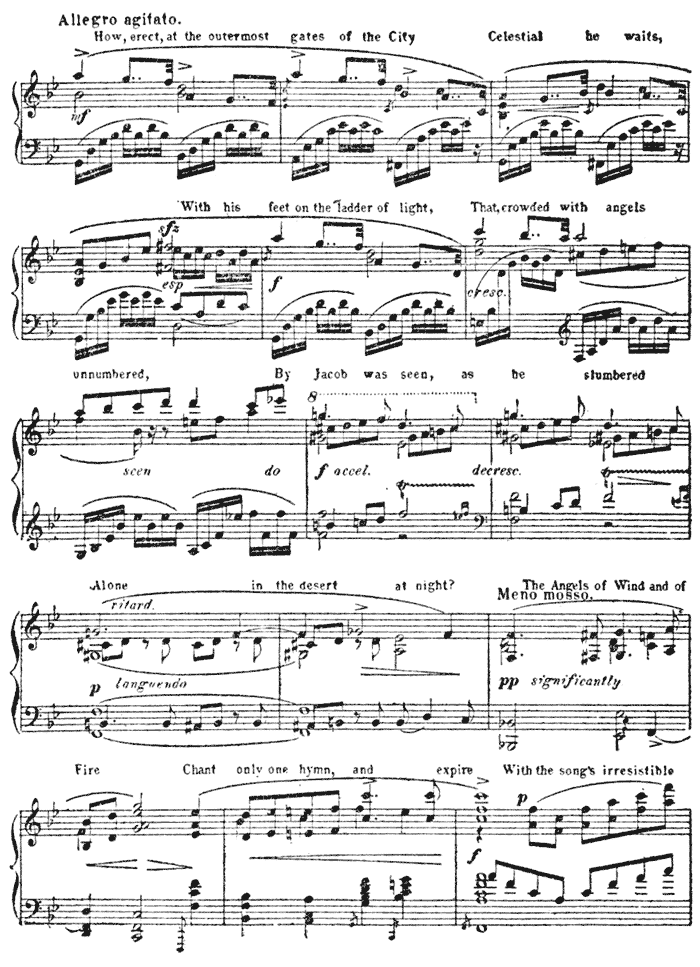 Allegro agitato.
How, erect, at the outermost gates of the City Celestial he waits,
mf
With his feet on the ladder of light, That, crowded with angels
sfz
esp f cresc.
unnumbered, By Jacob was seen, as he slumbered
8
scen do f accel. decresc.
Alone in the desert at night? The Angels of Wind and of
ritard. Meno mosso.
p languendo pp significantly
Fire Chant only one hymn, and expire With the song's irresistible
p
f